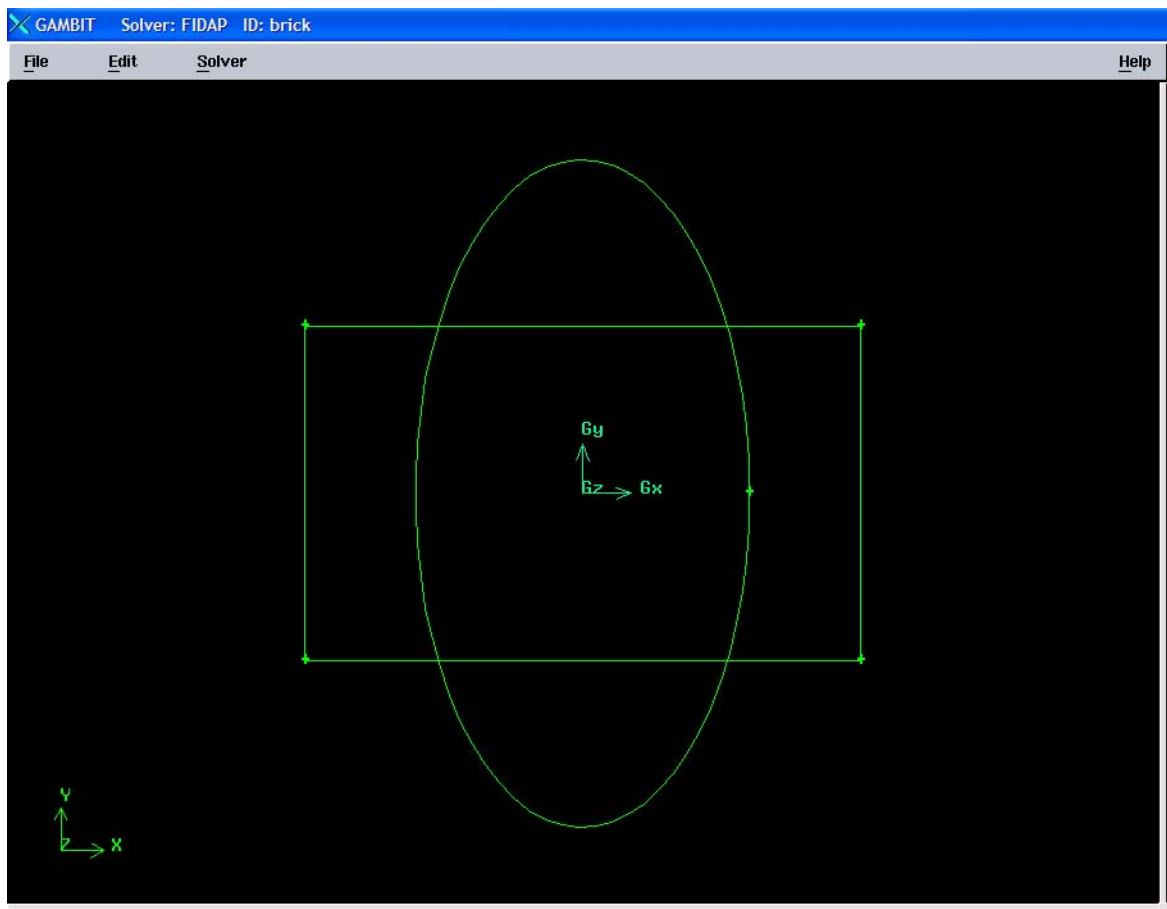 GAMBIT Solver: FIDAP ID: brick
File Edit Solver Help
Gy
Gz Gx
Y
Z X